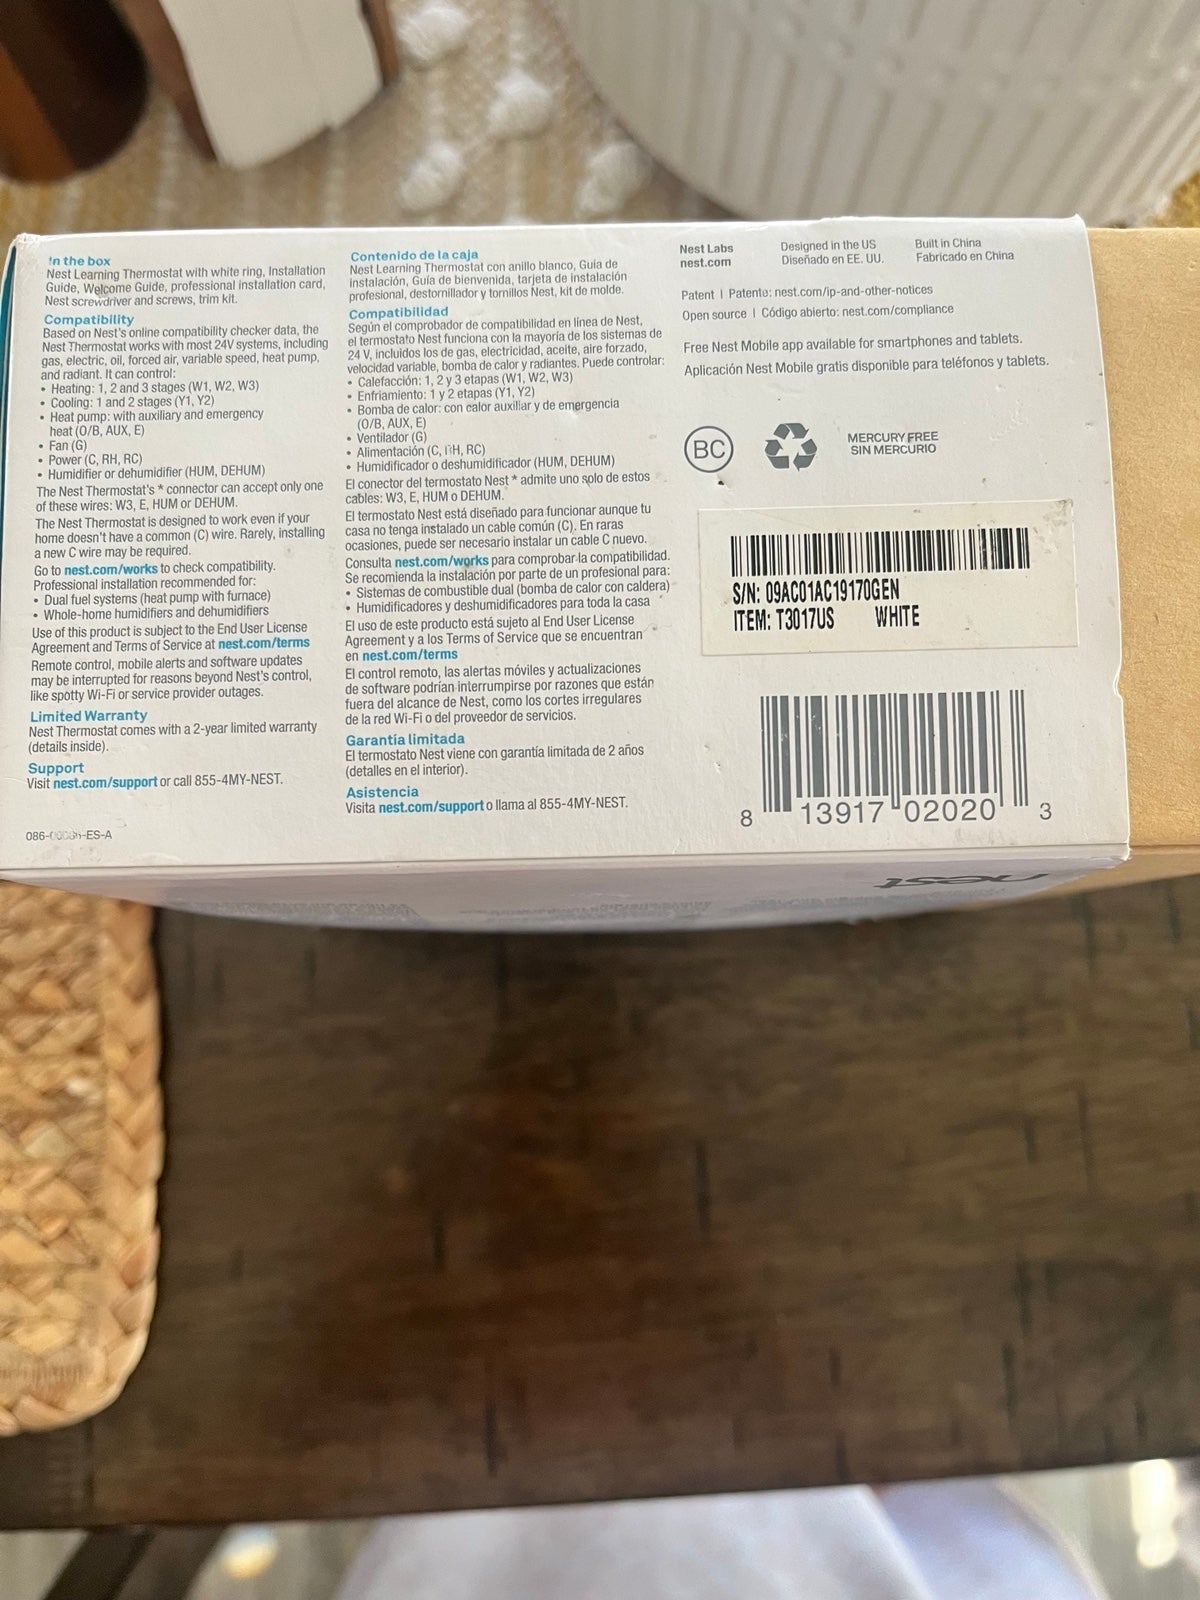 In the box
Nest Learning Thermostat with white ring, Installation
Guide, Welcome Guide, professional installation card,
Nest screwdriver and screws, trim kit.
Compatibility
Based on Nest's online compatibility checker data, the
Nest Thermostat works with most 24V systems, including
gas, electric, oil, forced air, variable speed, heat pump,
and radiant. It can control:
• Heating: 1, 2 and 3 stages (W1, W2, W3)
• Cooling: 1 and 2 stages (Y1, Y2)
• Heat pump: with auxiliary and emergency
heat (O/B, AUX, E)
• Fan (G)
• Power (C, RH, RC)
• Humidifier or dehumidifier (HUM, DEHUM)
The Nest Thermostat's * connector can accept only one
of these wires: W3, E, HUM or DEHUM.
The Nest Thermostat is designed to work even if your
home doesn't have a common (C) wire. Rarely, installing
a new C wire may be required.
Go to nest.com/works to check compatibility.
Professional installation recommended for:
• Dual fuel systems (heat pump with furnace)
• Whole-home humidifiers and dehumidifiers
Use of this product is subject to the End User License
Agreement and Terms of Service at nest.com/terms
Remote control, mobile alerts and software updates
may be interrupted for reasons beyond Nest's control,
like spotty Wi-Fi or service provider outages.
Limited Warranty
Nest Thermostat comes with a 2-year limited warranty
(details inside).
Support
Visit nest.com/support or call 855-4MY-NEST.
Contenido de la caja
Nest Learning Thermostat con anillo blanco, Guía de
instalación, Guía de bienvenida, tarjeta de instalación
profesional, destornillador y tornillos Nest, kit de molde.
Compatibilidad
Según el comprobador de compatibilidad en línea de Nest,
el termostato Nest funciona con la mayoría de los sistemas de
24 V, incluidos los de gas, electricidad, aceite, aire forzado,
velocidad variable, bomba de calor y radiantes. Puede controlar:
• Calefacción: 1, 2 y 3 etapas (W1, W2, W3)
• Enfriamiento: 1 y 2 etapas (Y1, Y2)
• Bomba de calor: con calor auxiliar y de emergencia
(O/B, AUX, E)
• Ventilador (G)
• Alimentación (C, RH, RC)
• Humidificador o deshumidificador (HUM, DEHUM)
El conector del termostato Nest * admite uno solo de estos
cables: W3, E, HUM o DEHUM.
El termostato Nest está diseñado para funcionar aunque tu
casa no tenga instalado un cable común (C). En raras
ocasiones, puede ser necesario instalar un cable C nuevo.
Consulta nest.com/works para comprobar la compatibilidad.
Se recomienda la instalación por parte de un profesional para:
• Sistemas de combustible dual (bomba de calor con caldera)
• Humidificadores y deshumidificadores para toda la casa
El uso de este producto está sujeto al End User License
Agreement y a los Terms of Service que se encuentran
en nest.com/terms
El control remoto, las alertas móviles y actualizaciones
de software podrían interrumpirse por razones que están
fuera del alcance de Nest, como los cortes irregulares
de la red Wi-Fi o del proveedor de servicios.
Garantía limitada
El termostato Nest viene con garantía limitada de 2 años
(detalles en el interior).
Asistencia
Visita nest.com/support o llama al 855-4MY-NEST.
Nest Labs
nest.com
Designed in the US
Diseñado en EE. UU.
Built in China
Fabricado en China
Patent | Patente: nest.com/ip-and-other-notices
Open source | Código abierto: nest.com/compliance
Free Nest Mobile app available for smartphones and tablets.
Aplicación Nest Mobile gratis disponible para teléfonos y tablets.
BC
MERCURY FREE
SIN MERCURIO
S/N: 09AC01AC19170GEN
ITEM: T3017US WHITE
8 13917 02020 3
nest